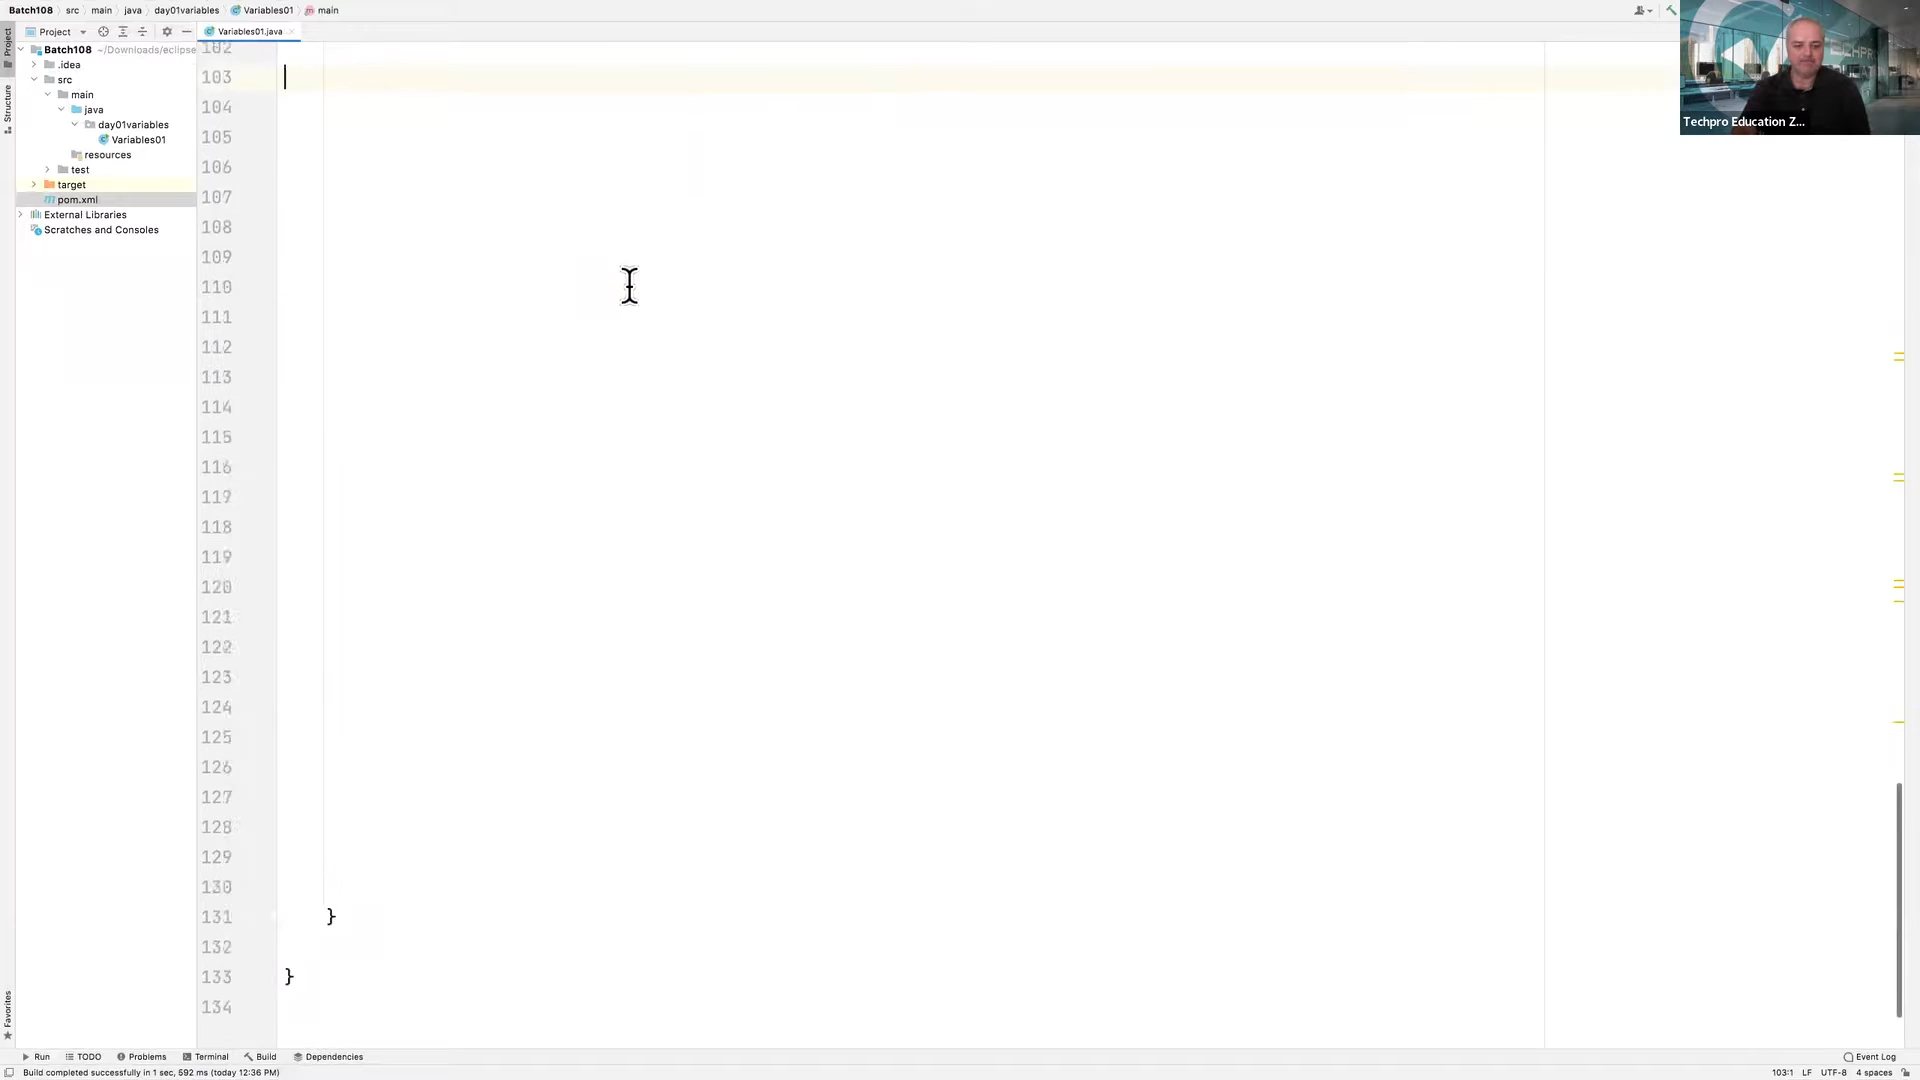 Batch108 src main java day01variables Variables01 main
Project
Variables01.java
Techpro Education Z...
Project
Structure
Favorites
Batch108 ~/Downloads/eclipse
.idea
src
main
java
day01variables
Variables01
resources
test
target
pom.xml
External Libraries
Scratches and Consoles
102
103
104
105
106
107
108
109
110
111
112
113
114
115
116
117
118
119
120
121
122
123
124
125
126
127
128
129
130
131 }
132
133 }
134
Run TODO Problems Terminal Build Dependencies Event Log
Build completed successfully in 1 sec, 592 ms (today 12:36 PM) 103:1 LF UTF-8 4 spaces